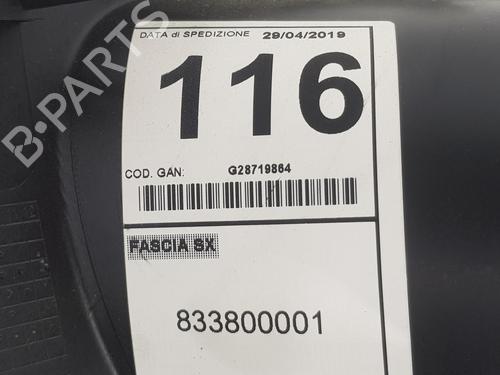 DATA di SPEDIZIONE 29/04/2019
116
COD. GAN: G28719864
FASCIA SX
833800001
B-PARTS